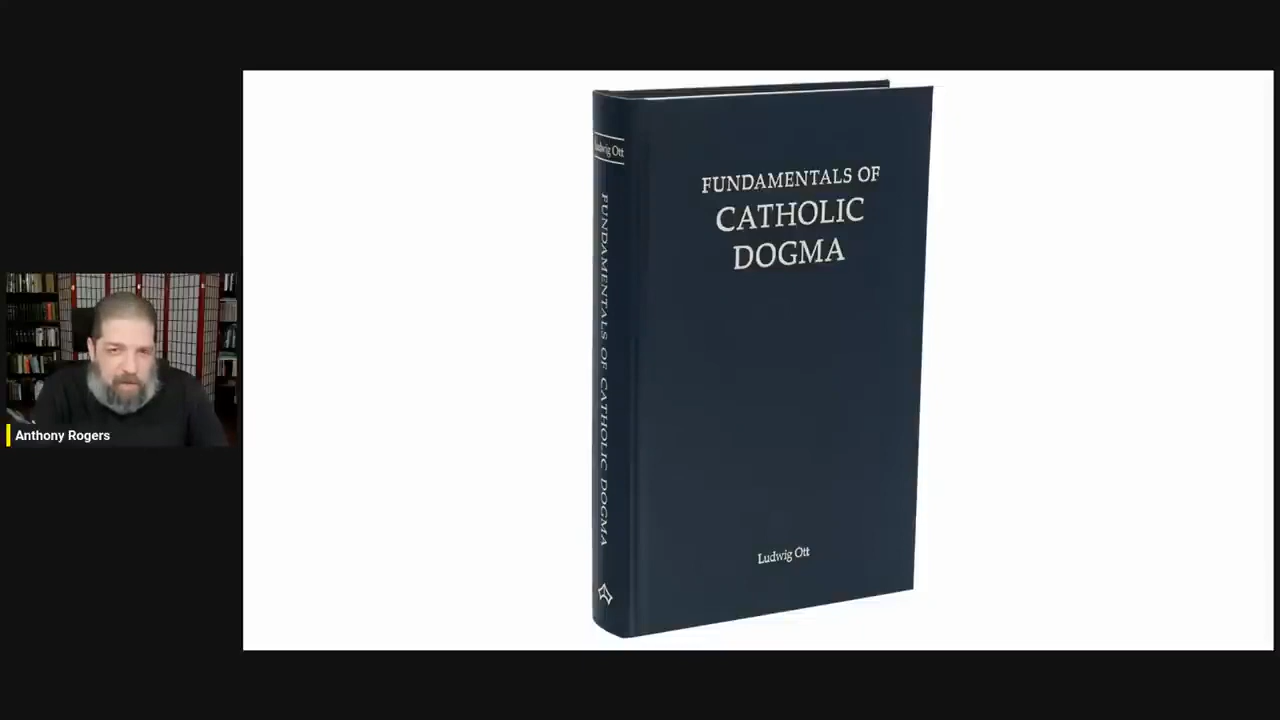 FUNDAMENTALS OF
CATHOLIC
DOGMA
Ludwig Ott
Ludwig Ott
FUNDAMENTALS OF CATHOLIC DOGMA
Anthony Rogers